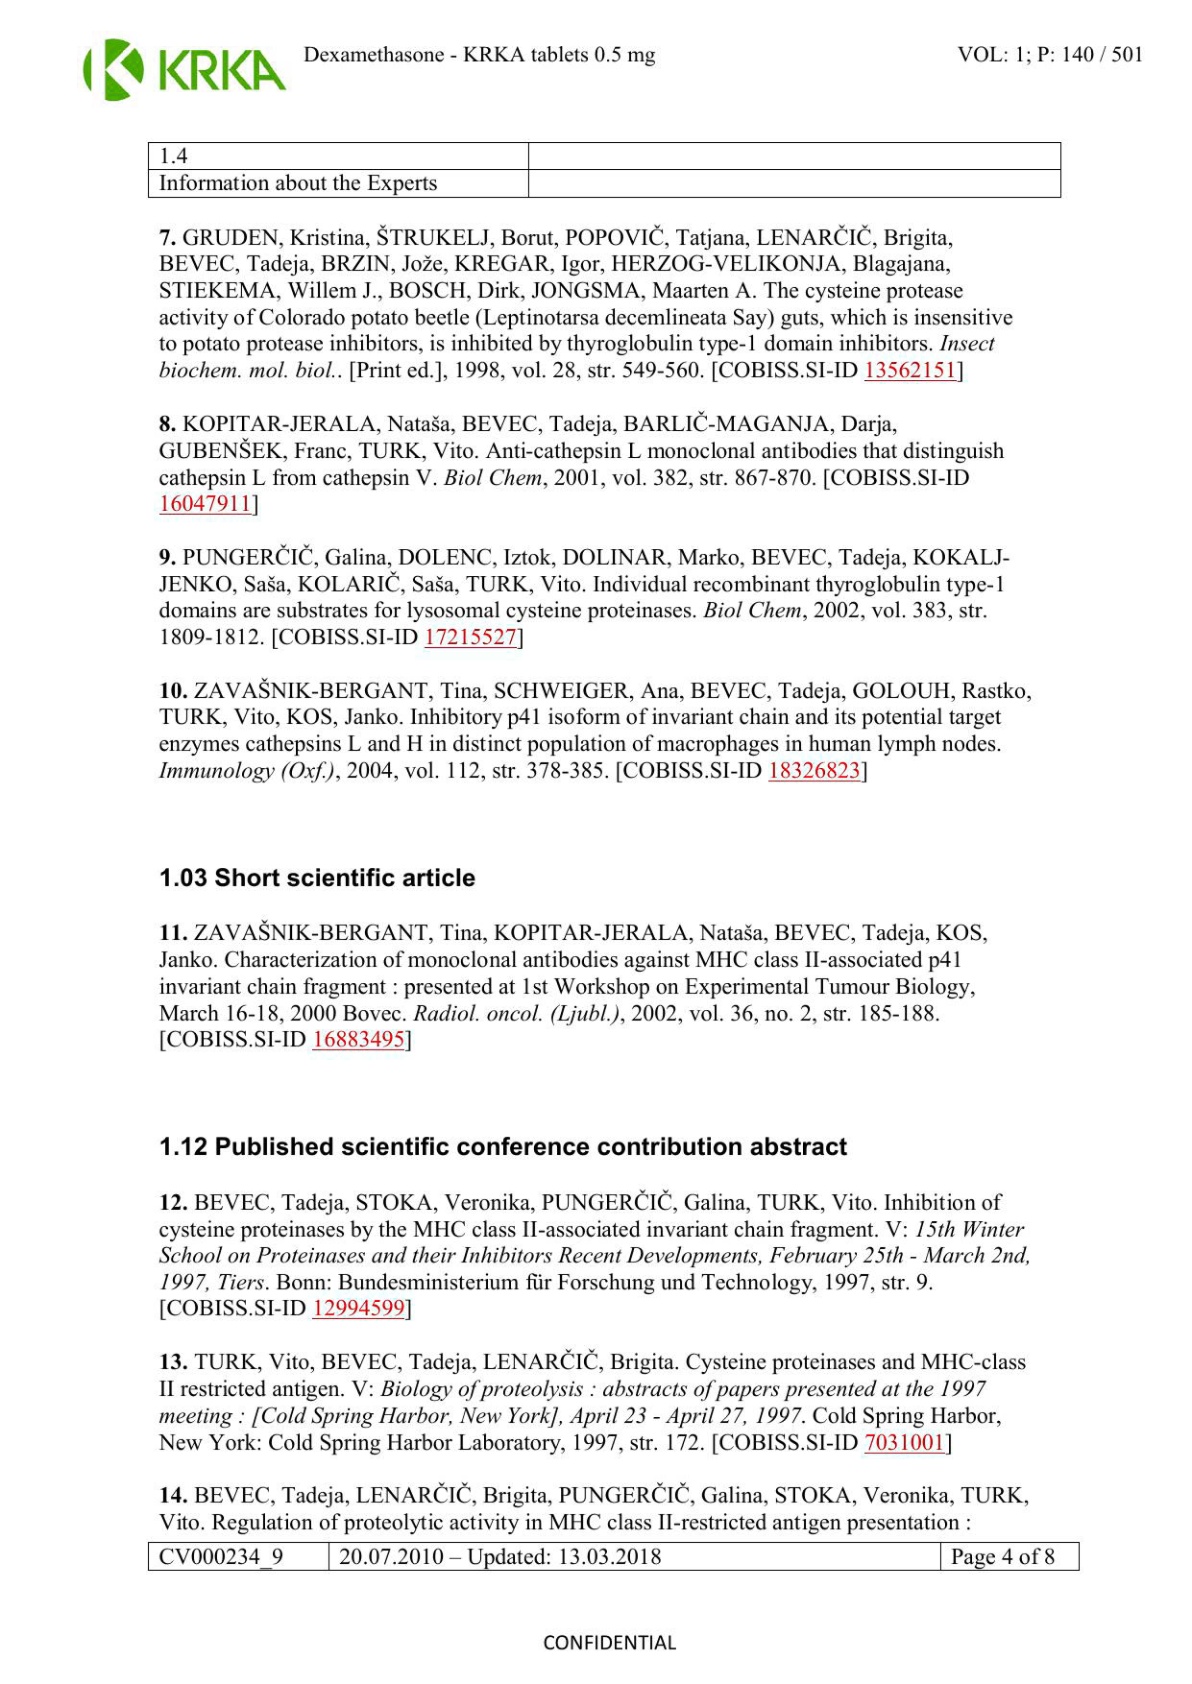 KRKA
Dexamethasone - KRKA tablets 0.5 mg
VOL: 1; P: 140 / 501
1.4
Information about the Experts
7. GRUDEN, Kristina, ŠTRUKELJ, Borut, POPOVIČ, Tatjana, LENARČIČ, Brigita,
BEVEC, Tadeja, BRZIN, Jože, KREGAR, Igor, HERZOG-VELIKONJA, Blagajana,
STIEKEMA, Willem J., BOSCH, Dirk, JONGSMA, Maarten A. The cysteine protease
activity of Colorado potato beetle (Leptinotarsa decemlineata Say) guts, which is insensitive
to potato protease inhibitors, is inhibited by thyroglobulin type-1 domain inhibitors. Insect
biochem. mol. biol.. [Print ed.], 1998, vol. 28, str. 549-560. [COBISS.SI-ID 13562151]
8. KOPITAR-JERALA, Nataša, BEVEC, Tadeja, BARLIČ-MAGANJA, Darja,
GUBENŠEK, Franc, TURK, Vito. Anti-cathepsin L monoclonal antibodies that distinguish
cathepsin L from cathepsin V. Biol Chem, 2001, vol. 382, str. 867-870. [COBISS.SI-ID
16047911]
9. PUNGERČIČ, Galina, DOLENC, Iztok, DOLINAR, Marko, BEVEC, Tadeja, KOKALJ-
JENKO, Saša, KOLARIČ, Saša, TURK, Vito. Individual recombinant thyroglobulin type-1
domains are substrates for lysosomal cysteine proteinases. Biol Chem, 2002, vol. 383, str.
1809-1812. [COBISS.SI-ID 17215527]
10. ZAVAŠNIK-BERGANT, Tina, SCHWEIGER, Ana, BEVEC, Tadeja, GOLOUH, Rastko,
TURK, Vito, KOS, Janko. Inhibitory p41 isoform of invariant chain and its potential target
enzymes cathepsins L and H in distinct population of macrophages in human lymph nodes.
Immunology (Oxf.), 2004, vol. 112, str. 378-385. [COBISS.SI-ID 18326823]
1.03 Short scientific article
11. ZAVAŠNIK-BERGANT, Tina, KOPITAR-JERALA, Nataša, BEVEC, Tadeja, KOS,
Janko. Characterization of monoclonal antibodies against MHC class II-associated p41
invariant chain fragment : presented at 1st Workshop on Experimental Tumour Biology,
March 16-18, 2000 Bovec. Radiol. oncol. (Ljubl.), 2002, vol. 36, no. 2, str. 185-188.
[COBISS.SI-ID 16883495]
1.12 Published scientific conference contribution abstract
12. BEVEC, Tadeja, STOKA, Veronika, PUNGERČIČ, Galina, TURK, Vito. Inhibition of
cysteine proteinases by the MHC class II-associated invariant chain fragment. V: 15th Winter
School on Proteinases and their Inhibitors Recent Developments, February 25th - March 2nd,
1997, Tiers. Bonn: Bundesministerium für Forschung und Technology, 1997, str. 9.
[COBISS.SI-ID 12994599]
13. TURK, Vito, BEVEC, Tadeja, LENARČIČ, Brigita. Cysteine proteinases and MHC-class
II restricted antigen. V: Biology of proteolysis : abstracts of papers presented at the 1997
meeting : [Cold Spring Harbor, New York], April 23 - April 27, 1997. Cold Spring Harbor,
New York: Cold Spring Harbor Laboratory, 1997, str. 172. [COBISS.SI-ID 7031001]
14. BEVEC, Tadeja, LENARČIČ, Brigita, PUNGERČIČ, Galina, STOKA, Veronika, TURK,
Vito. Regulation of proteolytic activity in MHC class II-restricted antigen presentation :
CV000234_9
20.07.2010 – Updated: 13.03.2018
Page 4 of 8
CONFIDENTIAL